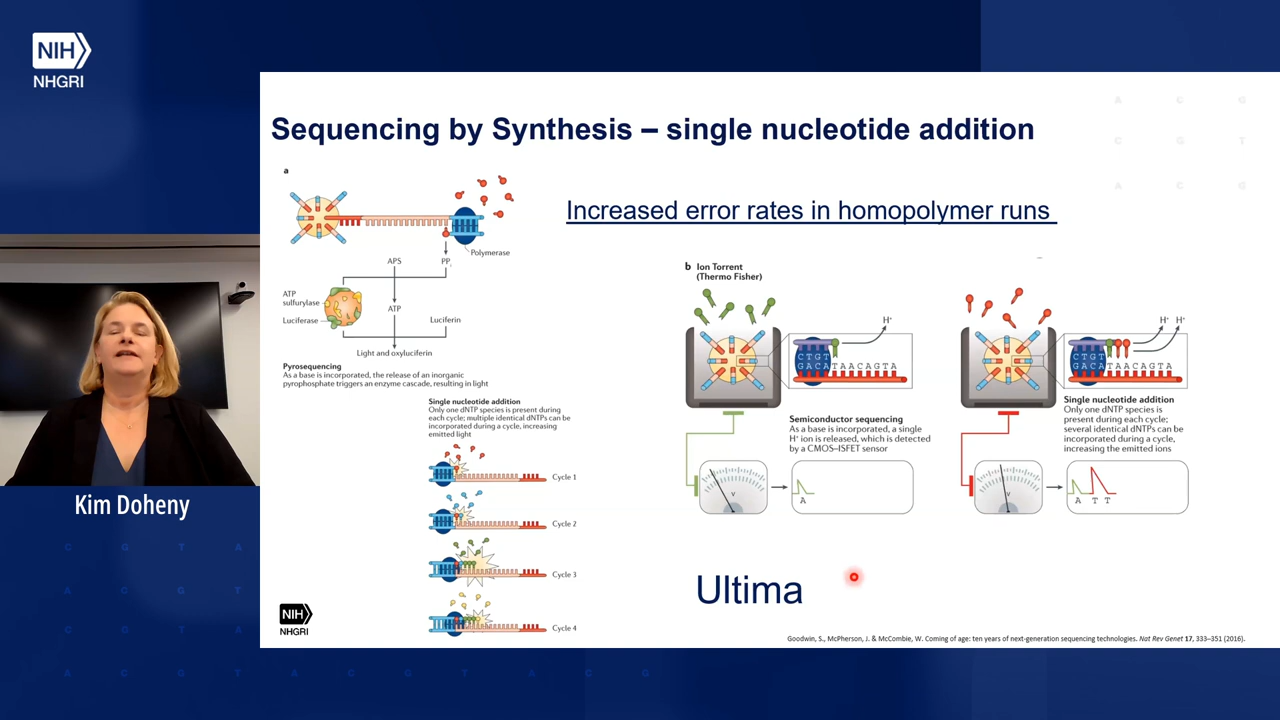 NIH
NHGRI
Sequencing by Synthesis – single nucleotide addition
A C G
C G T
A C G
a
Polymerase
APS
PPi
ATP
sulfurylase
Luciferase
ATP
Luciferin
Light and oxyluciferin
Pyrosequencing
As a base is incorporated, the release of an inorganic
pyrophosphate triggers an enzyme cascade, resulting in light
Single nucleotide addition
Only one dNTP species is present during
each cycle; multiple identical dNTPs can be
incorporated during a cycle, increasing
emitted light
Cycle 1
Cycle 2
Cycle 3
Cycle 4
Increased error rates in homopolymer runs
b Ion Torrent
(Thermo Fisher)
H+
C T G T
G A C A T A A C A G T A
Semiconductor sequencing
As a base is incorporated, a single
H+ ion is released, which is detected
by a CMOS–ISFET sensor
V
A
H+ H+
C T G T
G A C A T A A C A G T A
Single nucleotide addition
Only one dNTP species is
present during each cycle;
several identical dNTPs can be
incorporated during a cycle,
increasing the emitted ions
V
A T T
Ultima
NIH
NHGRI
Goodwin, S., McPherson, J. & McCombie, W. Coming of age: ten years of next-generation sequencing technologies. Nat Rev Genet 17, 333–351 (2016).
Kim Doheny
C G T A
A C G T
C G T A
A C G T A C G T A C G